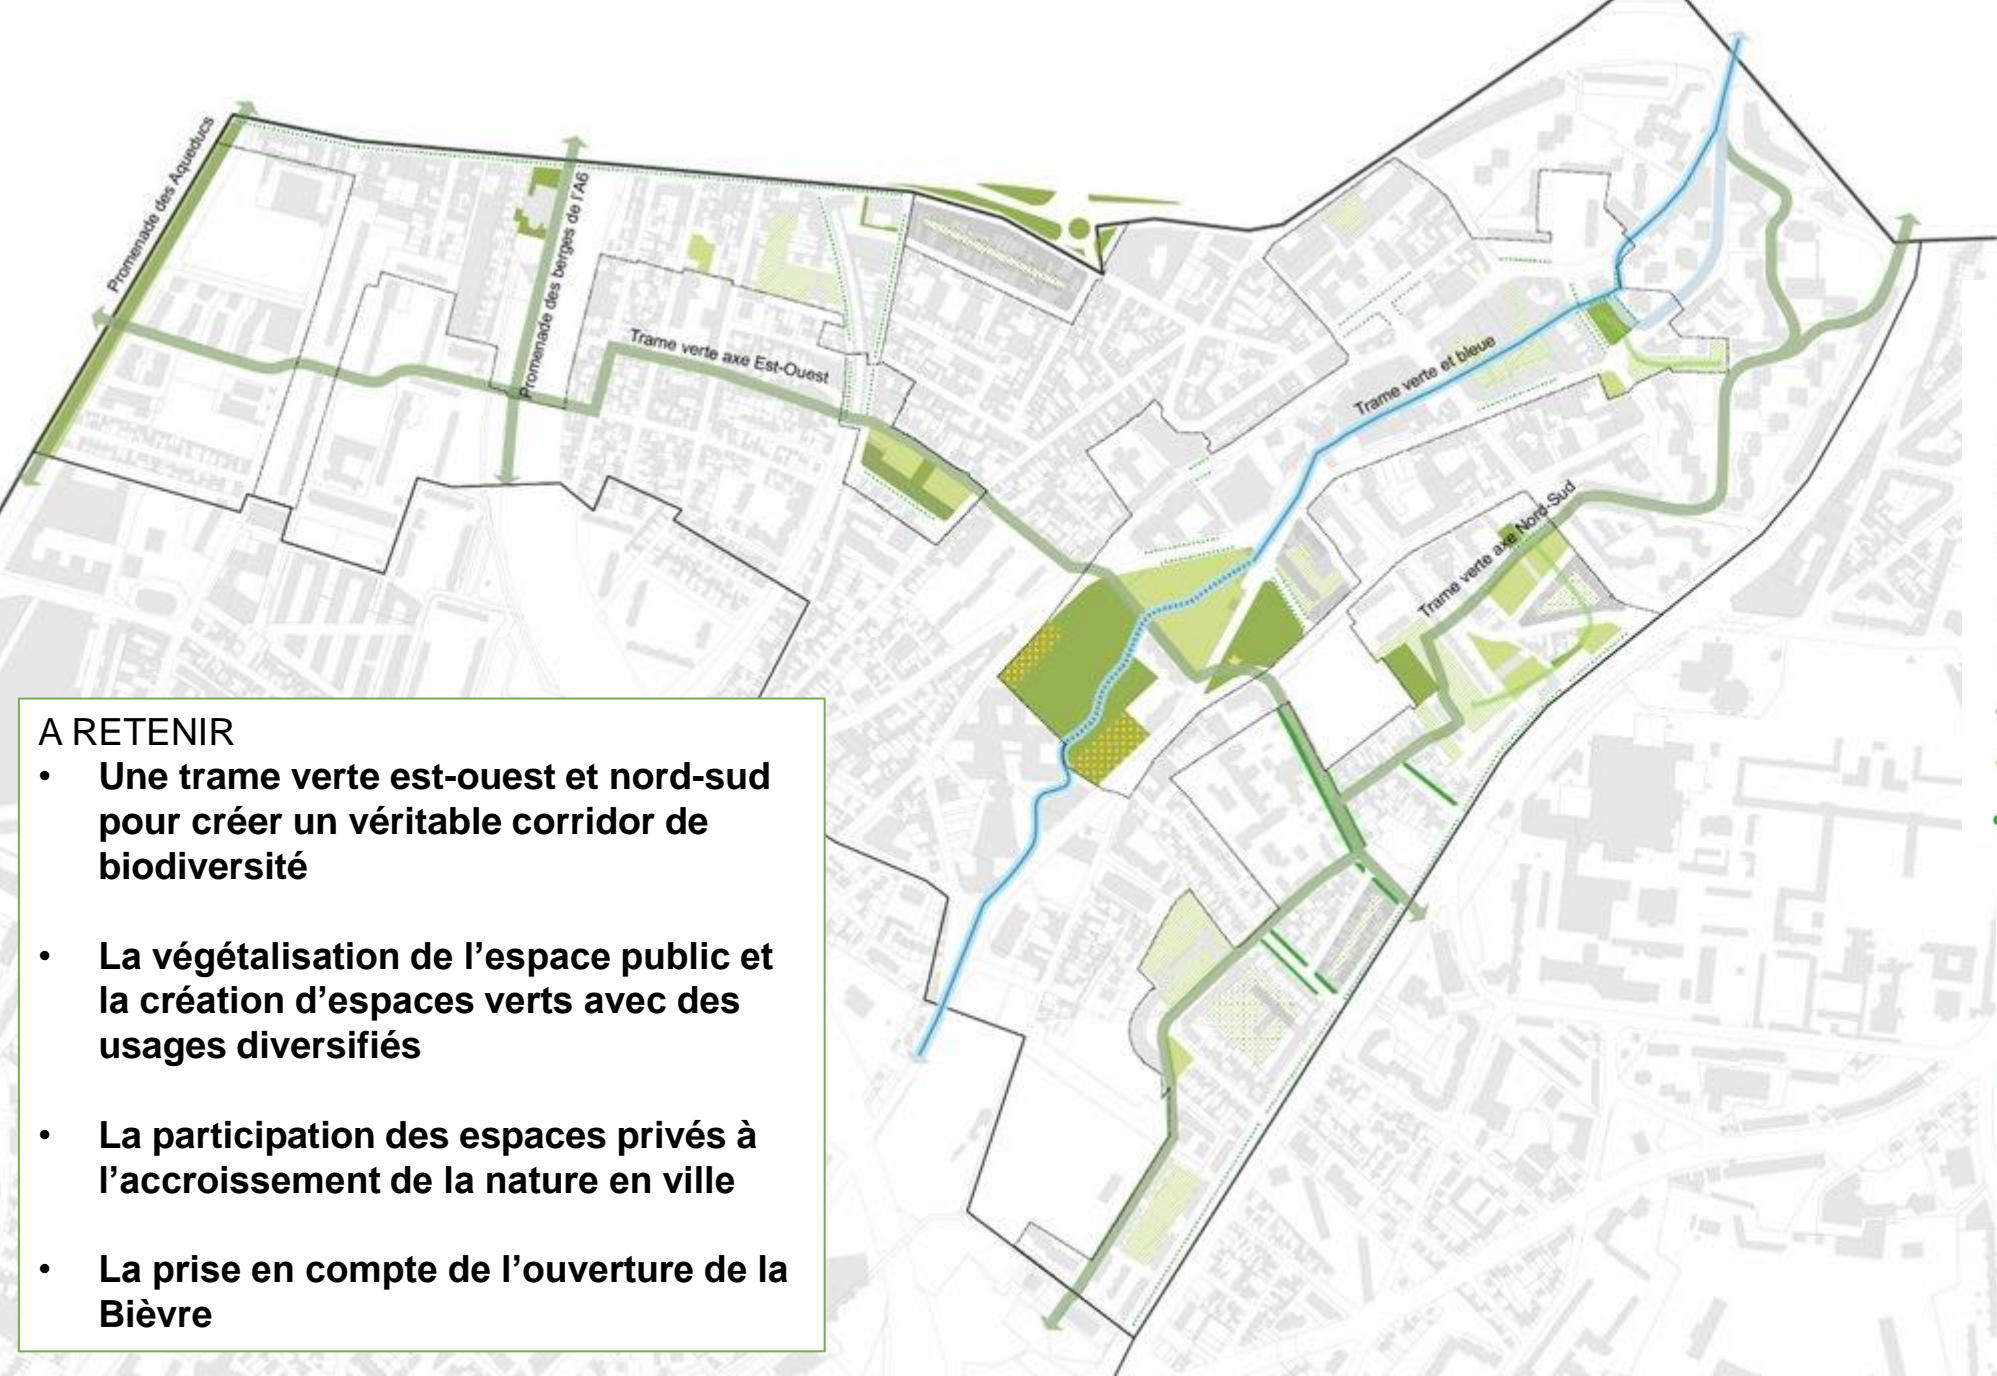 Promenade des Aqueducs
Promenade des berges de l'A6
Trame verte axe Est-Ouest
Trame verte et bleue
Trame verte axe Nord-Sud
A RETENIR
• Une trame verte est-ouest et nord-sud
pour créer un véritable corridor de
biodiversité
• La végétalisation de l’espace public et
la création d’espaces verts avec des
usages diversifiés
• La participation des espaces privés à
l’accroissement de la nature en ville
• La prise en compte de l’ouverture de la
Bièvre